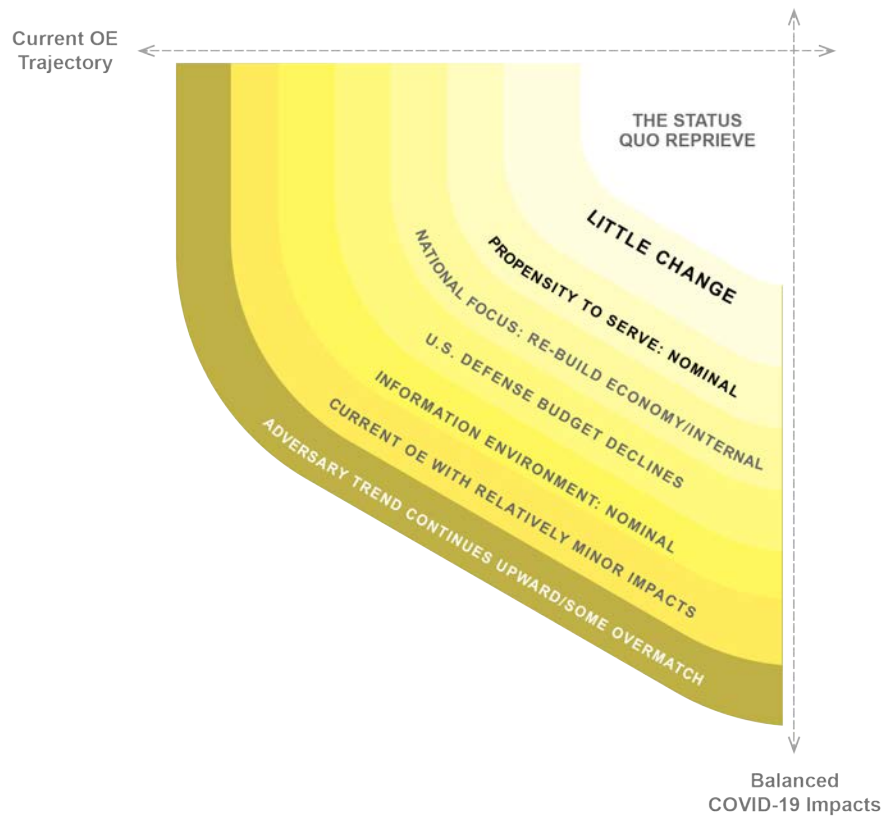 Current OE
Trajectory
THE STATUS
QUO REPRIEVE
LITTLE CHANGE
PROPENSITY TO SERVE: NOMINAL
NATIONAL FOCUS: RE-BUILD ECONOMY/INTERNAL
U.S. DEFENSE BUDGET DECLINES
INFORMATION ENVIRONMENT: NOMINAL
CURRENT OE WITH RELATIVELY MINOR IMPACTS
ADVERSARY TREND CONTINUES UPWARD/SOME OVERMATCH
Balanced
COVID-19 Impacts